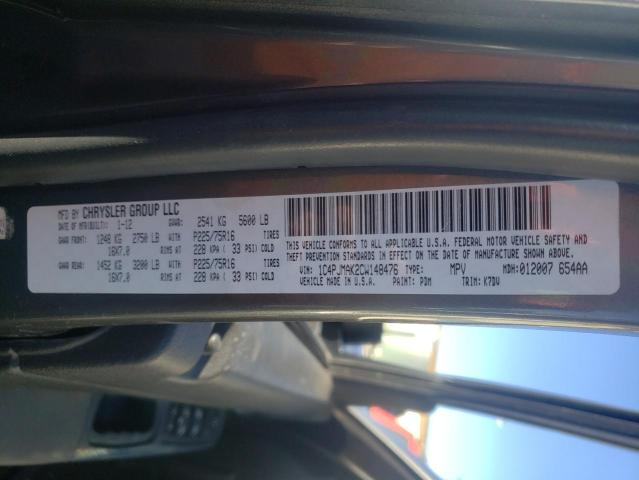 MFD BY CHRYSLER GROUP LLC
DATE OF MFR(BUILT): 1-12 GVWR: 2541 KG 5600 LB
GAWR FRONT: 1248 KG 2750 LB WITH P225/75R16 TIRES
16X7.0 RIMS AT 228 KPA ( 33 PSI) COLD
GAWR REAR: 1452 KG 3200 LB WITH P225/75R16 TIRES
16X7.0 RIMS AT 228 KPA ( 33 PSI) COLD
THIS VEHICLE CONFORMS TO ALL APPLICABLE U.S.A. FEDERAL MOTOR VEHICLE SAFETY AND
THEFT PREVENTION STANDARDS IN EFFECT ON THE DATE OF MANUFACTURE SHOWN ABOVE.
VIN: 1C4PJMAK2CW148476 TYPE: MPV MDH:012007 654AA
VEHICLE MADE IN U.S.A. PAINT: PDM TRIM: K7DV